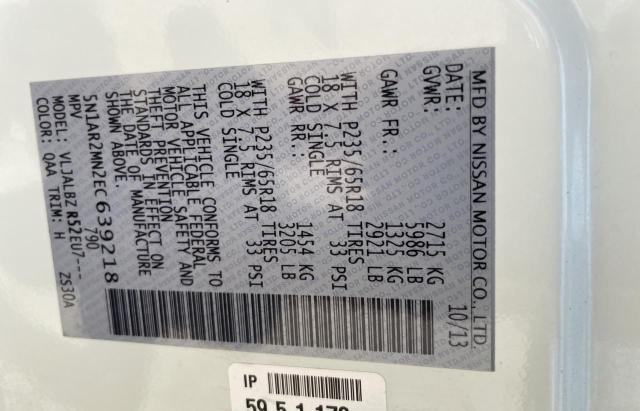 MFD BY NISSAN MOTOR CO., LTD.
DATE: 10/13
GVWR: 2715 KG
5986 LB
GAWR FR.: 1325 KG
2921 LB
WITH P235/65R18 TIRES
18 X 7.5 RIMS AT 33 PSI
COLD SINGLE
GAWR RR.: 1454 KG
3205 LB
WITH P235/65R18 TIRES
18 X 7.5 RIMS AT 33 PSI
COLD SINGLE
THIS VEHICLE CONFORMS TO
ALL APPLICABLE FEDERAL
MOTOR VEHICLE SAFETY AND
THEFT PREVENTION
STANDARDS IN EFFECT ON
THE DATE OF MANUFACTURE
SHOWN ABOVE.
5N1AR2MN2EC639218
MPV 790
MODEL: VLJALBZ R52EU7---
COLOR: QAA TRIM: H ZS30A
IP